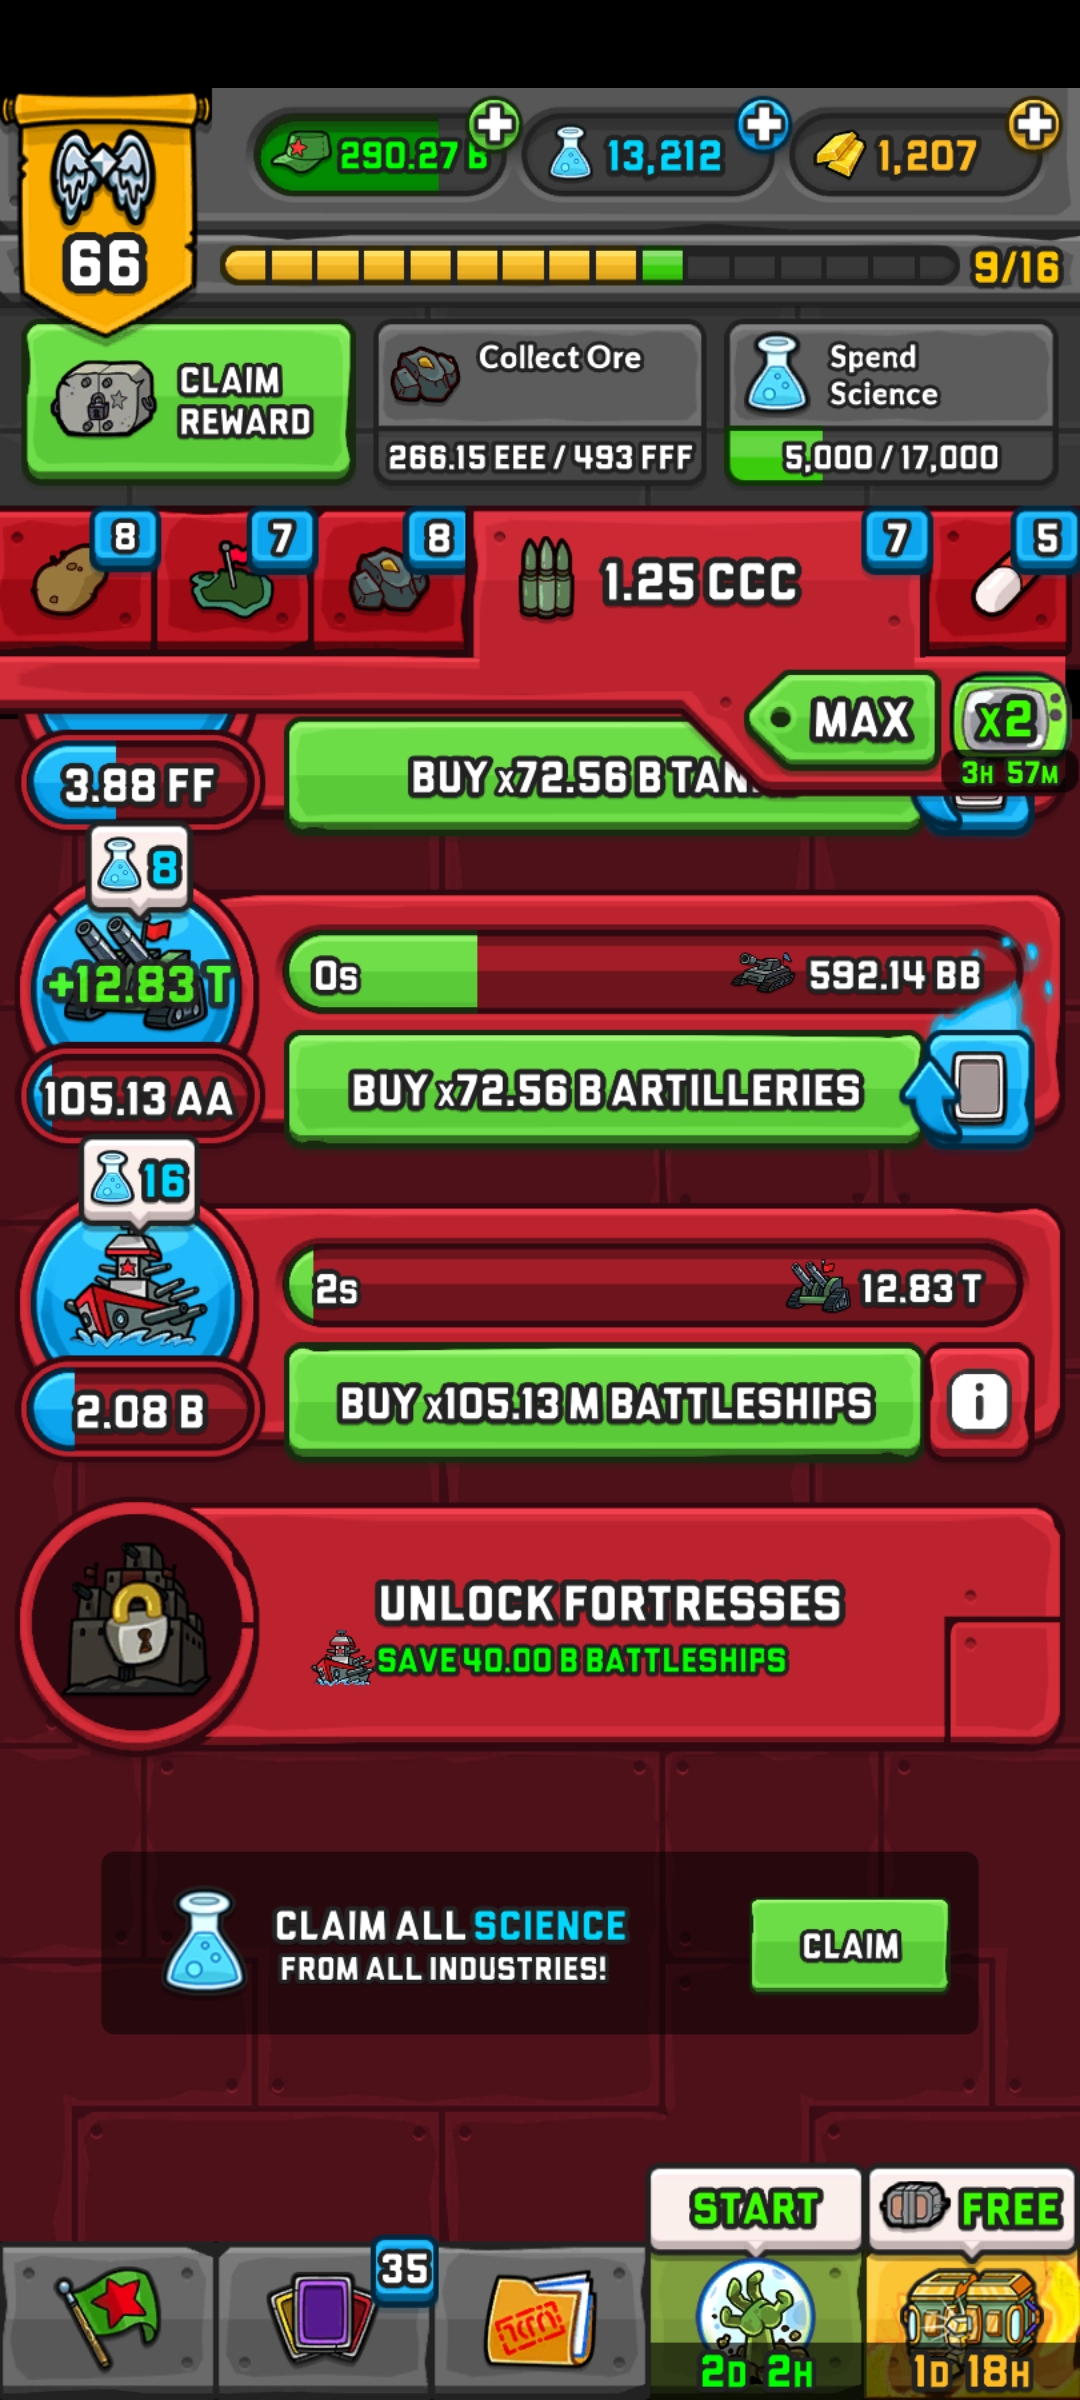 290.27 B
13,212
1,207
66
9/16
CLAIM
REWARD
Collect Ore
266.15 EEE / 493 FFF
Spend
Science
5,000 / 17,000
8
7
8
1.25 CCC
7
5
MAX
x2
3H 57M
3.88 FF
BUY x72.56 B
8
+12.83 T
0s
592.14 BB
105.13 AA
BUY x72.56 B ARTILLERIES
16
2s
12.83 T
2.08 B
BUY x105.13 M BATTLESHIPS
i
UNLOCK FORTRESSES
SAVE 40.00 B BATTLESHIPS
CLAIM ALL SCIENCE
FROM ALL INDUSTRIES!
CLAIM
START
FREE
35
2D 2H
1D 18H